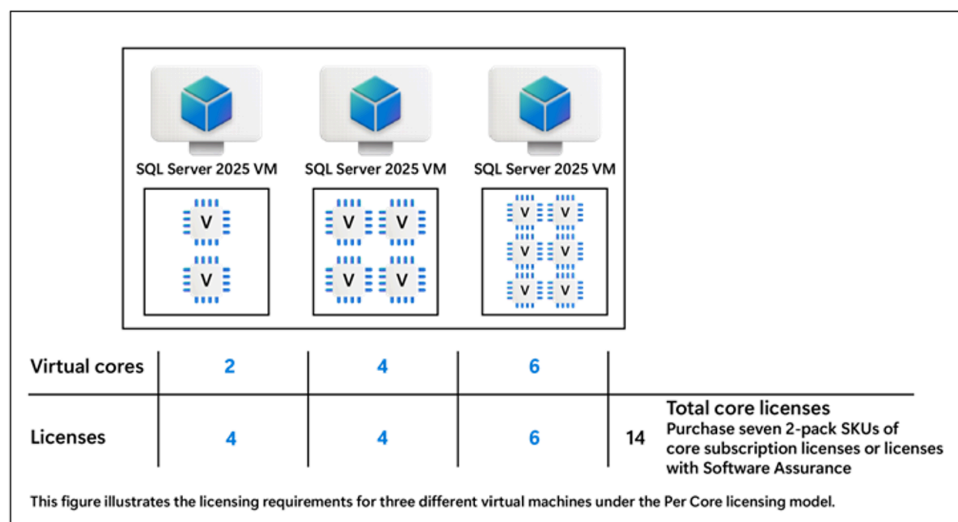 SQL Server 2025 VM
SQL Server 2025 VM
SQL Server 2025 VM
V
V
V V
V V
V V
V V
V V
Virtual cores 2 4 6
Licenses 4 4 6 14
Total core licenses
Purchase seven 2-pack SKUs of
core subscription licenses or licenses
with Software Assurance
This figure illustrates the licensing requirements for three different virtual machines under the Per Core licensing model.